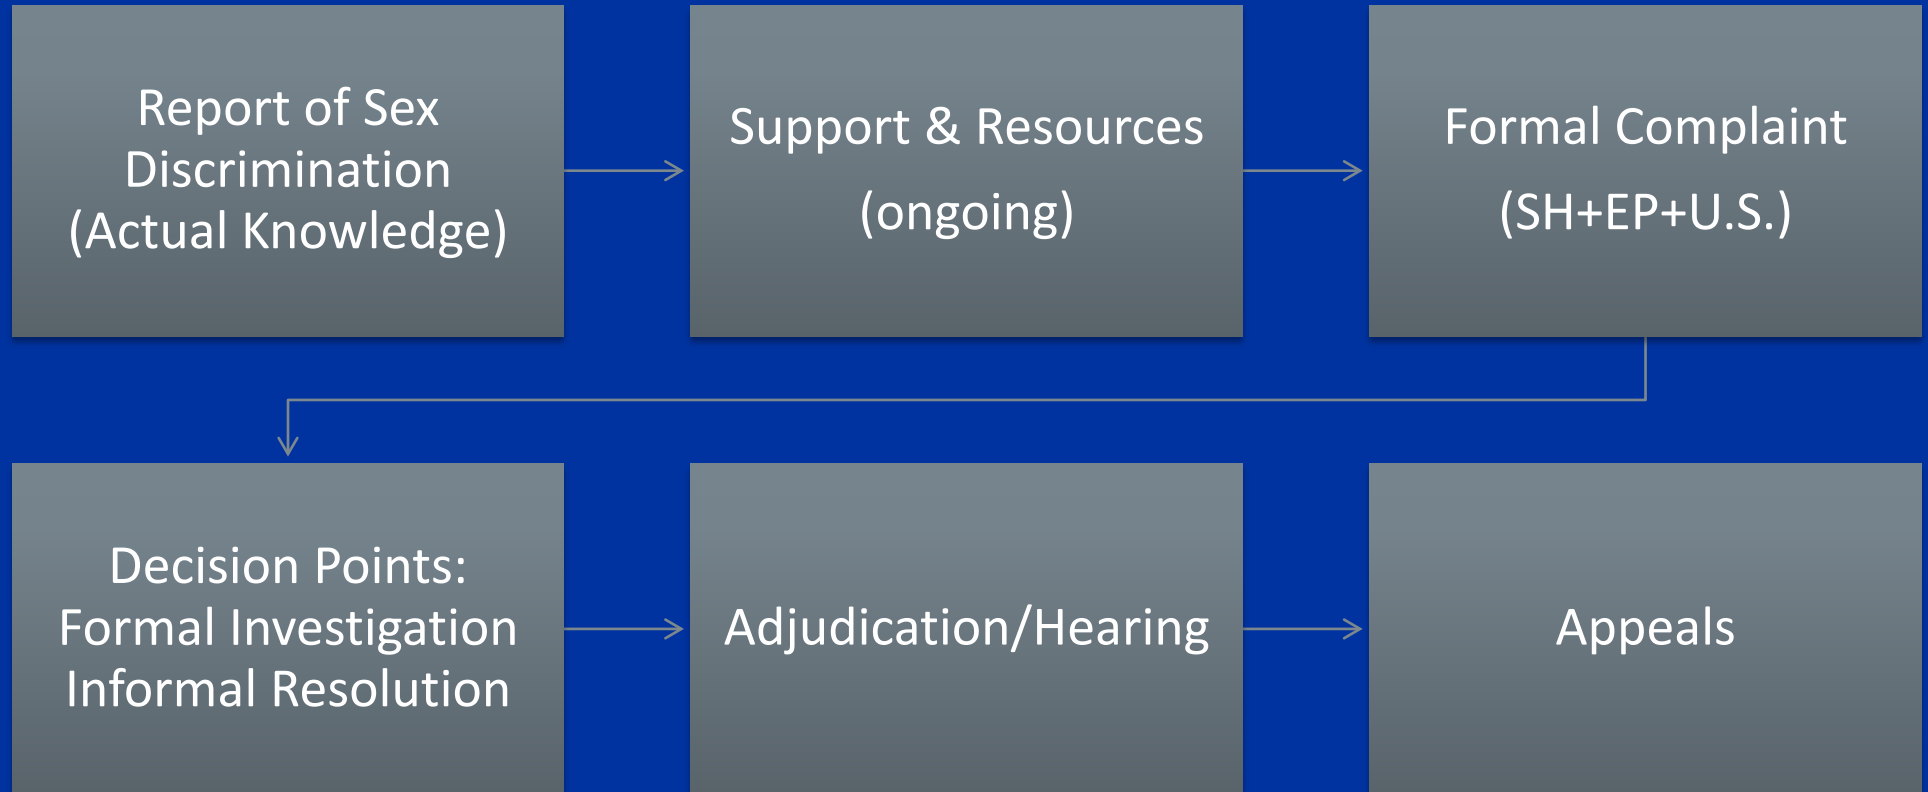 Report of Sex
Discrimination
(Actual Knowledge)
Support & Resources
(ongoing)
Formal Complaint
(SH+EP+U.S.)
Decision Points:
Formal Investigation
Informal Resolution
Adjudication/Hearing
Appeals